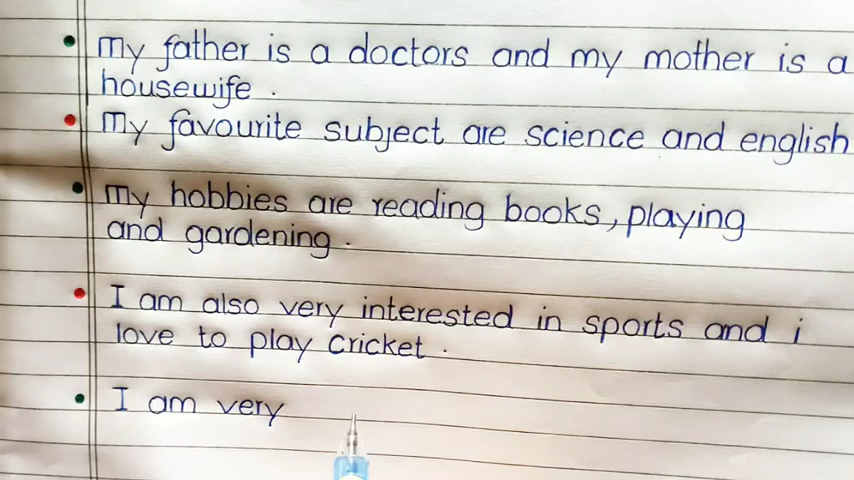 my father is a doctors and my mother is a
housewife .
my favourite subject are science and english
my hobbies are reading books, playing
and gardening .
I am also very interested in sports and i
love to play cricket .
I am very